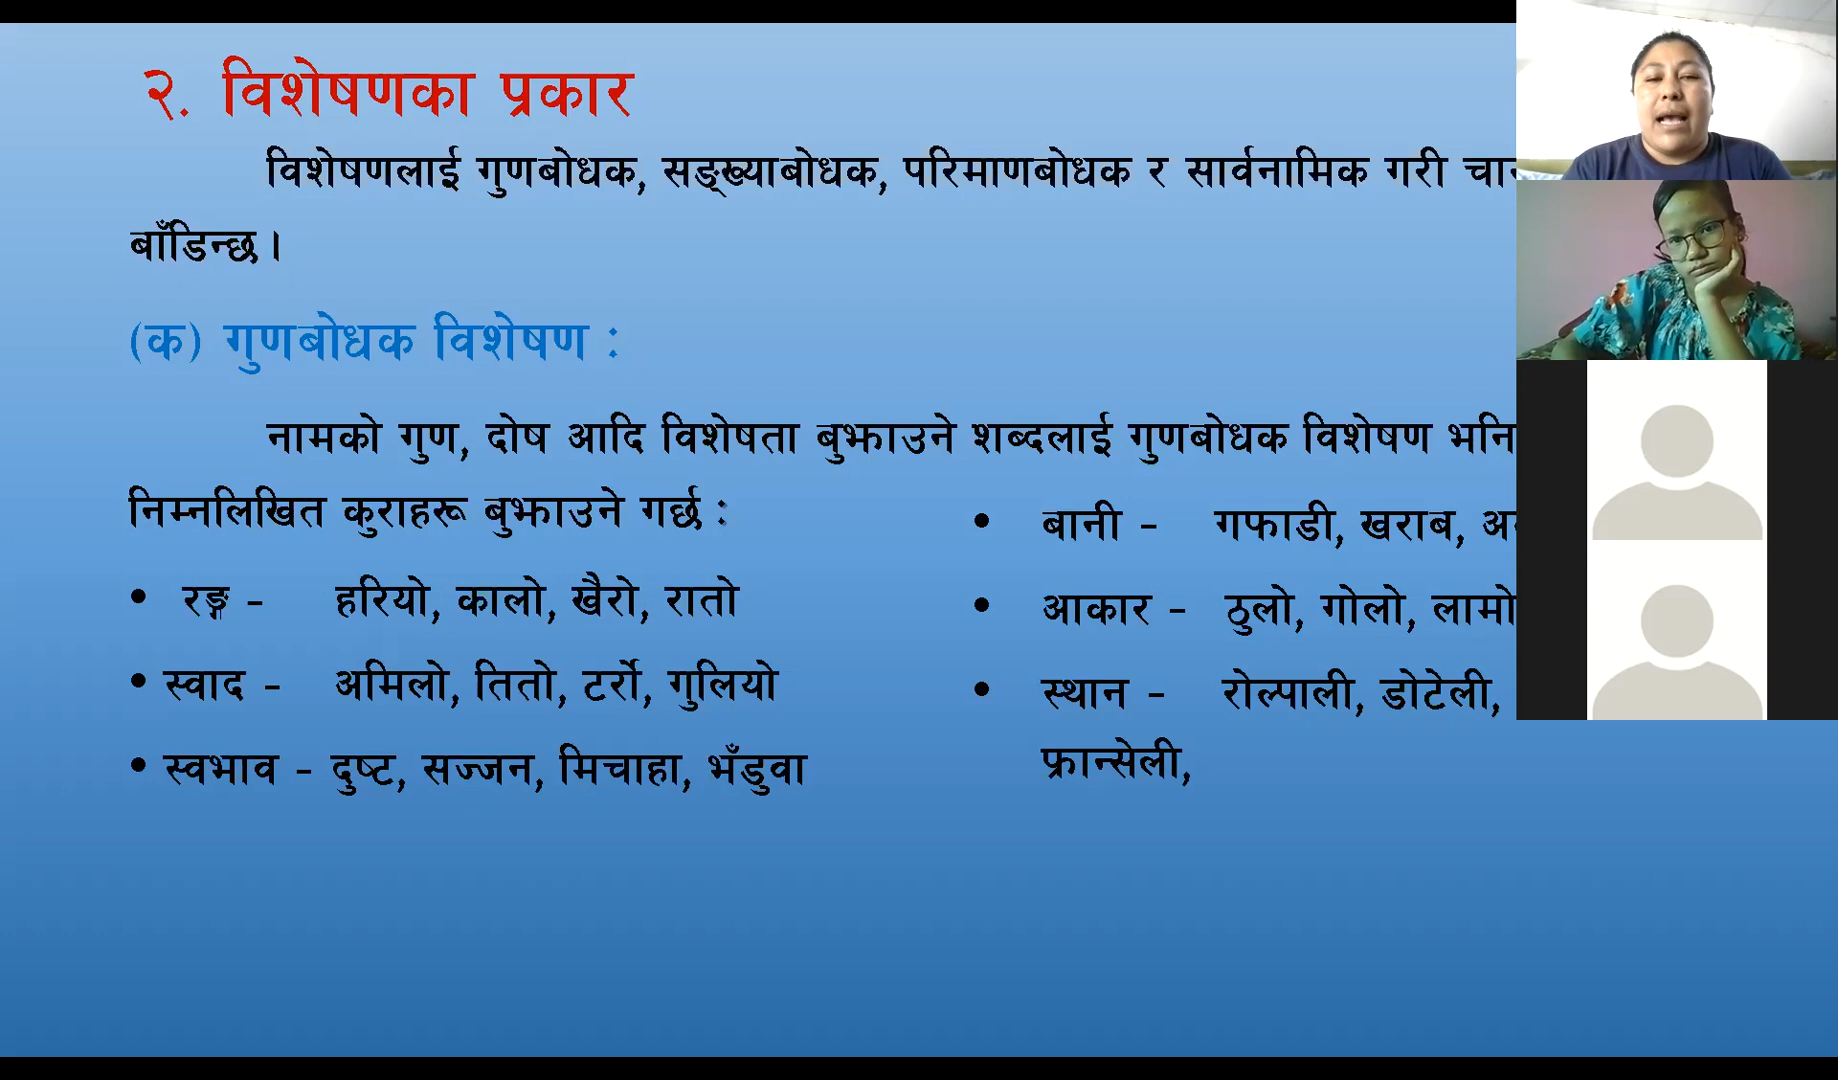 २. विशेषणका प्रकार
विशेषणलाई गुणबोधक, सङ्ख्याबोधक, परिमाणबोधक र सार्वनामिक गरी
बाँडिन्छ।
(क) गुणबोधक विशेषण :
नामको गुण, दोष आदि विशेषता बुझाउने शब्दलाई गुणबोधक विशेषण
निम्नलिखित कुराहरू बुझाउने गर्छ :
• रङ्ग - हरियो, कालो, खैरो, रातो
• स्वाद - अमिलो, तितो, टर्रो, गुलियो
• स्वभाव - दुष्ट, सज्जन, मिचाहा, भँडुवा
• बानी - गफाडी, खराब,
• आकार - ठुलो, गोलो, लामो
• स्थान - रोल्पाली, डोटेली,
फ्रान्सेली,